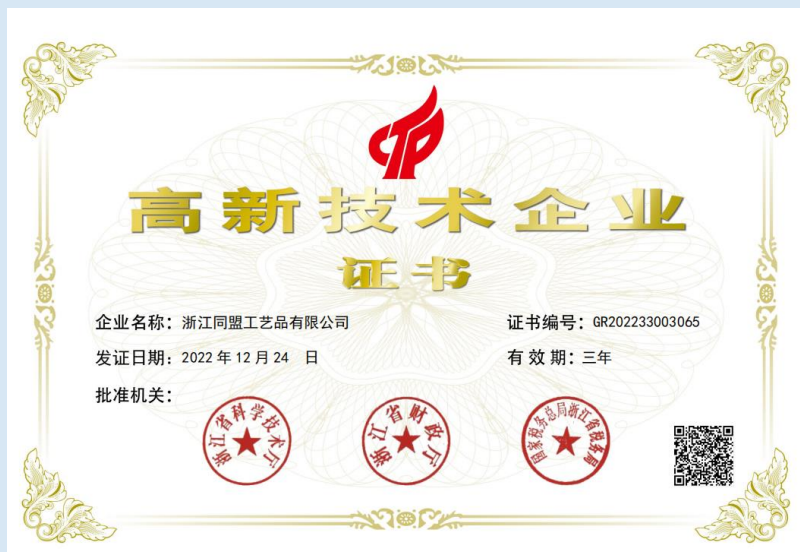 CTP
高新技术企业
证书
企业名称：浙江同盟工艺品有限公司
证书编号：GR202233003065
发证日期：2022 年 12 月 24 日
有 效 期：三年
批准机关：
浙江省科学技术厅
浙江省财政厅
国家税务总局浙江省税务局